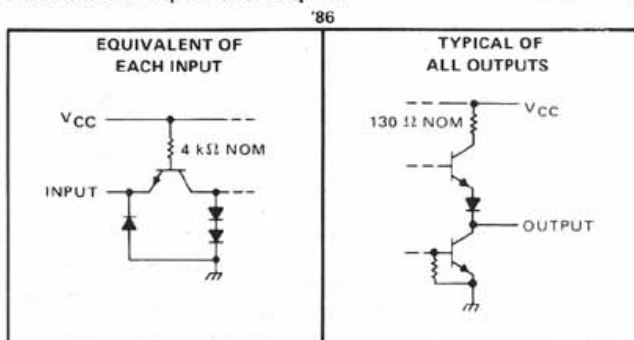 '86
EQUIVALENT OF
EACH INPUT
VCC
4 kΩ NOM
INPUT
TYPICAL OF
ALL OUTPUTS
VCC
130 Ω NOM
OUTPUT